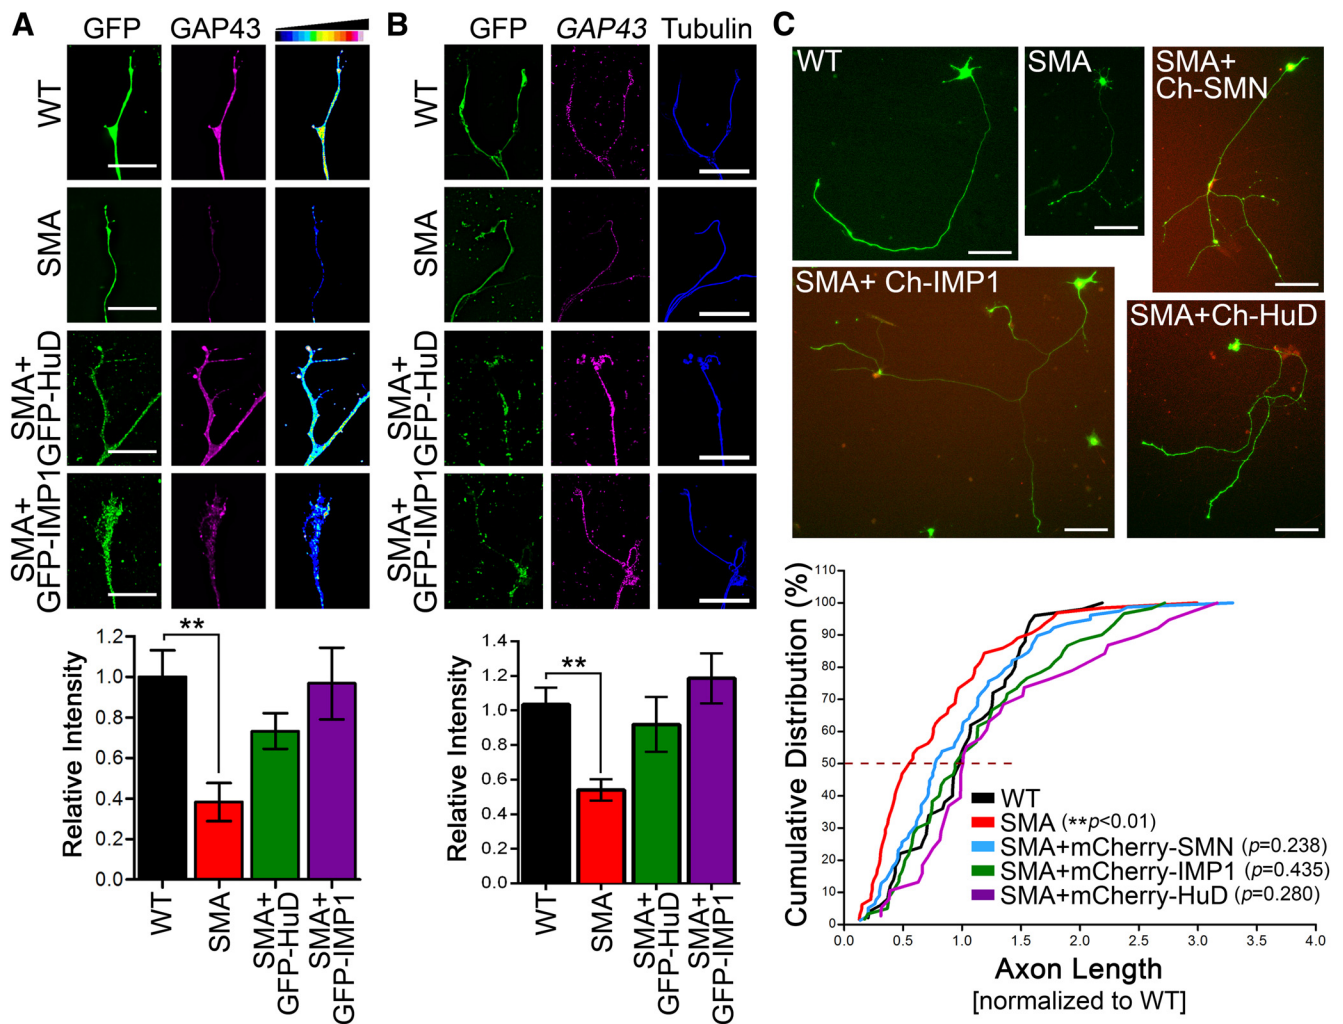 A
GFP GAP43
WT
SMA
SMA+
GFP-HuD
SMA+
GFP-IMP1
**
Relative Intensity
1.2
1.0
0.8
0.6
0.4
0.2
0.0
WT
SMA
SMA+
GFP-HuD
SMA+
GFP-IMP1
B
GFP GAP43 Tubulin
WT
SMA
SMA+
GFP-HuD
SMA+
GFP-IMP1
**
Relative Intensity
1.4
1.2
1.0
0.8
0.6
0.4
0.2
0.0
WT
SMA
SMA+
GFP-HuD
SMA+
GFP-IMP1
C
WT
SMA
SMA+
Ch-SMN
SMA+ Ch-IMP1
SMA+Ch-HuD
Cumulative Distribution (%)
110
100
90
80
70
60
50
40
30
20
10
0
WT
SMA (**p<0.01)
SMA+mCherry-SMN (p=0.238)
SMA+mCherry-IMP1 (p=0.435)
SMA+mCherry-HuD (p=0.280)
0.0 0.5 1.0 1.5 2.0 2.5 3.0 3.5 4.0
Axon Length
[normalized to WT]